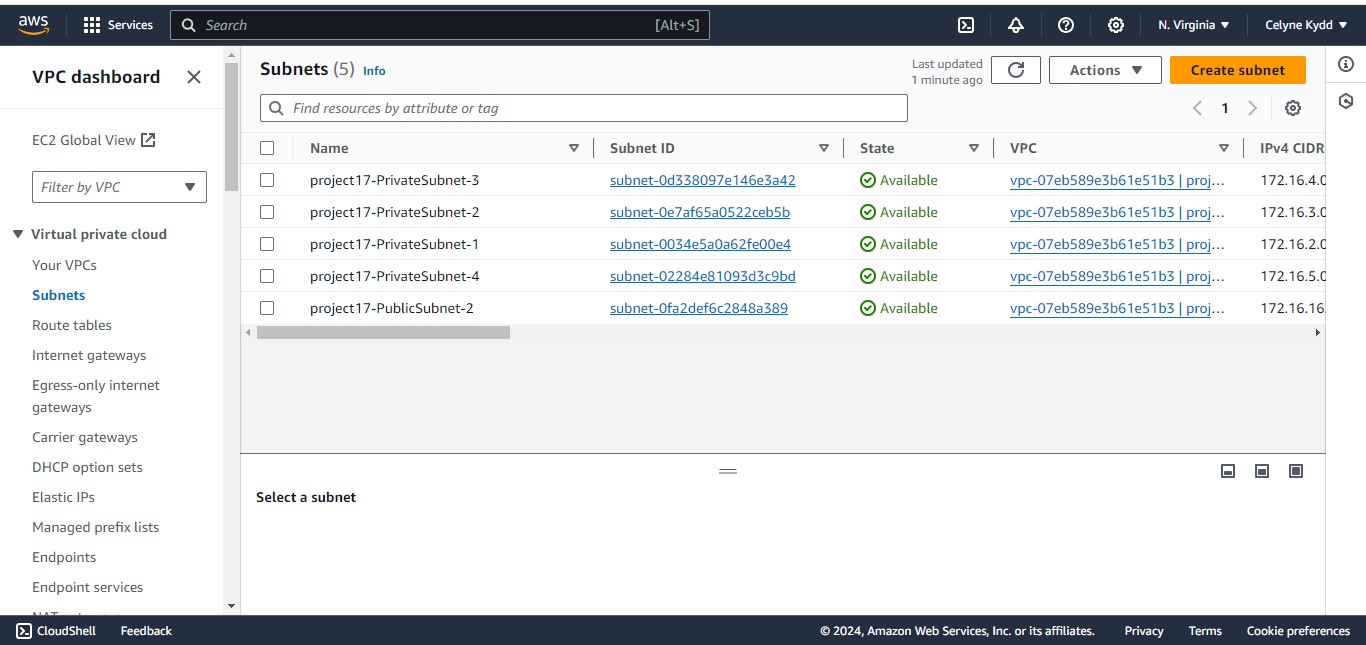 aws Services Search [Alt+S] N. Virginia Celyne Kydd
VPC dashboard
EC2 Global View
Filter by VPC
Virtual private cloud
Your VPCs
Subnets
Route tables
Internet gateways
Egress-only internet
gateways
Carrier gateways
DHCP option sets
Elastic IPs
Managed prefix lists
Endpoints
Endpoint services
Subnets (5) Info
Last updated
1 minute ago
Actions
Create subnet
Find resources by attribute or tag
1
Name Subnet ID State VPC IPv4 CIDR
project17-PrivateSubnet-3 subnet-0d338097e146e3a42 Available vpc-07eb589e3b61e51b3 | proj... 172.16.4.0
project17-PrivateSubnet-2 subnet-0e7af65a0522ceb5b Available vpc-07eb589e3b61e51b3 | proj... 172.16.3.0
project17-PrivateSubnet-1 subnet-0034e5a0a62fe00e4 Available vpc-07eb589e3b61e51b3 | proj... 172.16.2.0
project17-PrivateSubnet-4 subnet-02284e81093d3c9bd Available vpc-07eb589e3b61e51b3 | proj... 172.16.5.0
project17-PublicSubnet-2 subnet-0fa2def6c2848a389 Available vpc-07eb589e3b61e51b3 | proj... 172.16.16.
Select a subnet
CloudShell Feedback © 2024, Amazon Web Services, Inc. or its affiliates. Privacy Terms Cookie preferences